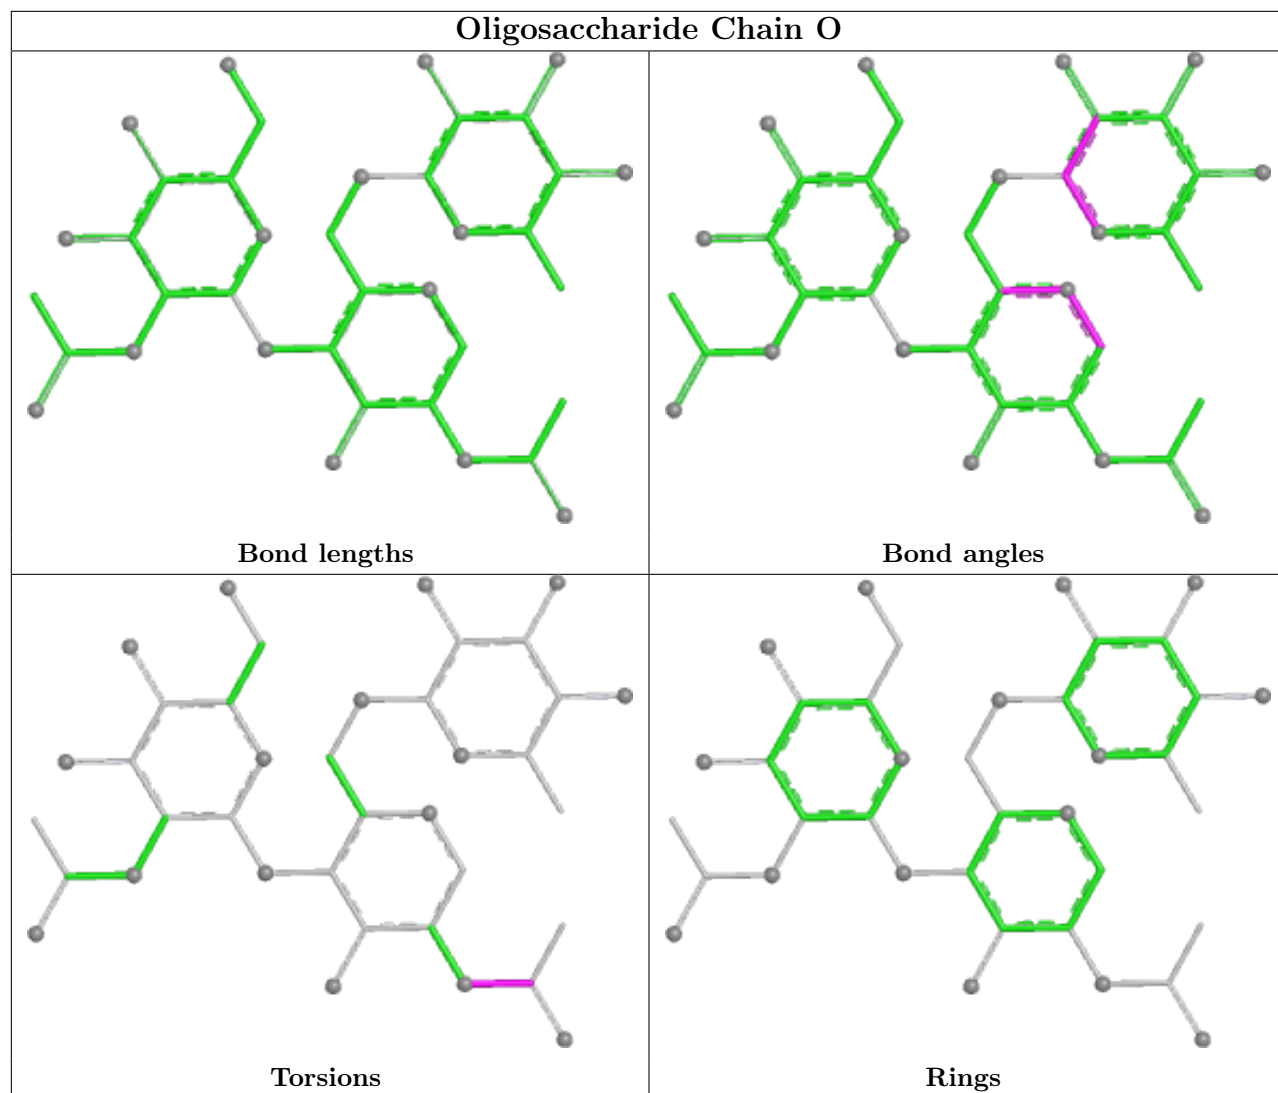 Oligosaccharide Chain O
Bond lengths
Bond angles
Torsions
Rings